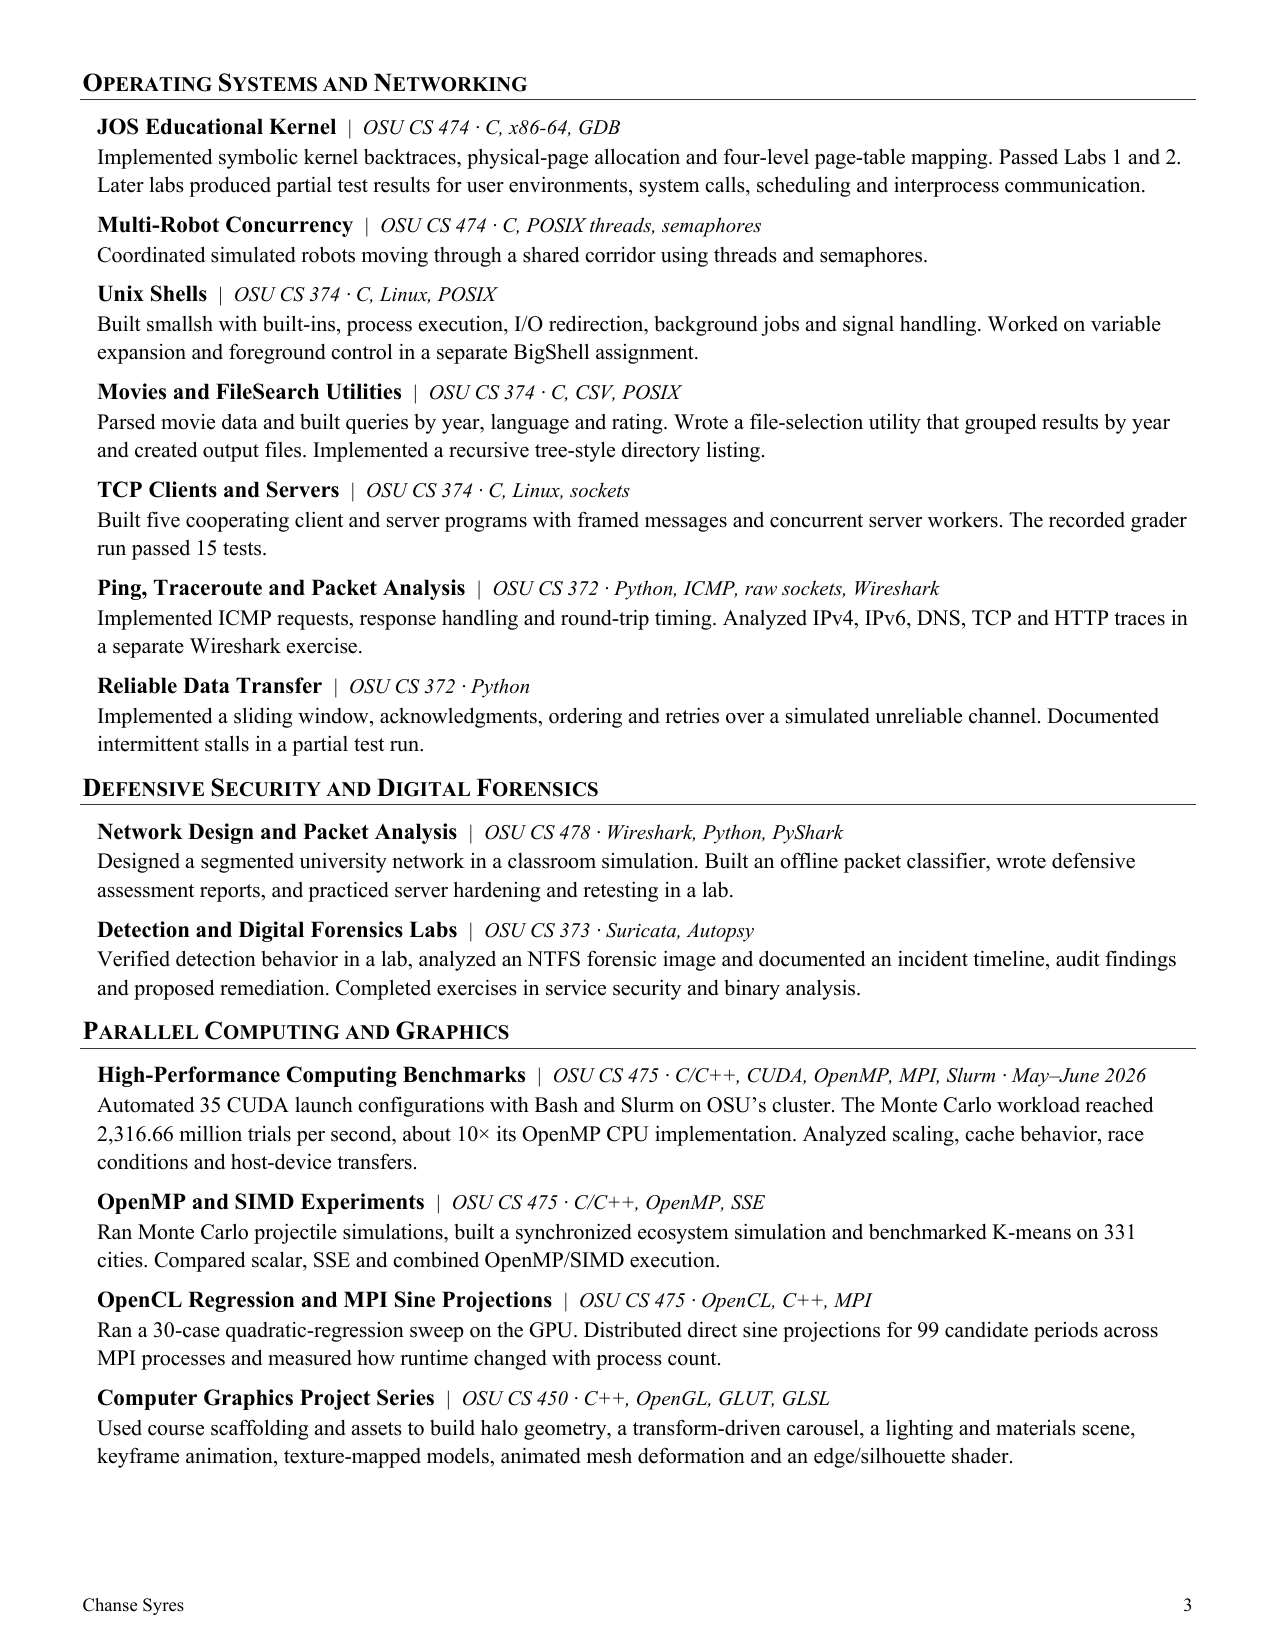 OPERATING SYSTEMS AND NETWORKING
JOS Educational Kernel | OSU CS 474 · C, x86-64, GDB
Implemented symbolic kernel backtraces, physical-page allocation and four-level page-table mapping. Passed Labs 1 and 2.
Later labs produced partial test results for user environments, system calls, scheduling and interprocess communication.
Multi-Robot Concurrency | OSU CS 474 · C, POSIX threads, semaphores
Coordinated simulated robots moving through a shared corridor using threads and semaphores.
Unix Shells | OSU CS 374 · C, Linux, POSIX
Built smallsh with built-ins, process execution, I/O redirection, background jobs and signal handling. Worked on variable
expansion and foreground control in a separate BigShell assignment.
Movies and FileSearch Utilities | OSU CS 374 · C, CSV, POSIX
Parsed movie data and built queries by year, language and rating. Wrote a file-selection utility that grouped results by year
and created output files. Implemented a recursive tree-style directory listing.
TCP Clients and Servers | OSU CS 374 · C, Linux, sockets
Built five cooperating client and server programs with framed messages and concurrent server workers. The recorded grader
run passed 15 tests.
Ping, Traceroute and Packet Analysis | OSU CS 372 · Python, ICMP, raw sockets, Wireshark
Implemented ICMP requests, response handling and round-trip timing. Analyzed IPv4, IPv6, DNS, TCP and HTTP traces in
a separate Wireshark exercise.
Reliable Data Transfer | OSU CS 372 · Python
Implemented a sliding window, acknowledgments, ordering and retries over a simulated unreliable channel. Documented
intermittent stalls in a partial test run.
DEFENSIVE SECURITY AND DIGITAL FORENSICS
Network Design and Packet Analysis | OSU CS 478 · Wireshark, Python, PyShark
Designed a segmented university network in a classroom simulation. Built an offline packet classifier, wrote defensive
assessment reports, and practiced server hardening and retesting in a lab.
Detection and Digital Forensics Labs | OSU CS 373 · Suricata, Autopsy
Verified detection behavior in a lab, analyzed an NTFS forensic image and documented an incident timeline, audit findings
and proposed remediation. Completed exercises in service security and binary analysis.
PARALLEL COMPUTING AND GRAPHICS
High-Performance Computing Benchmarks | OSU CS 475 · C/C++, CUDA, OpenMP, MPI, Slurm · May–June 2026
Automated 35 CUDA launch configurations with Bash and Slurm on OSU’s cluster. The Monte Carlo workload reached
2,316.66 million trials per second, about 10× its OpenMP CPU implementation. Analyzed scaling, cache behavior, race
conditions and host-device transfers.
OpenMP and SIMD Experiments | OSU CS 475 · C/C++, OpenMP, SSE
Ran Monte Carlo projectile simulations, built a synchronized ecosystem simulation and benchmarked K-means on 331
cities. Compared scalar, SSE and combined OpenMP/SIMD execution.
OpenCL Regression and MPI Sine Projections | OSU CS 475 · OpenCL, C++, MPI
Ran a 30-case quadratic-regression sweep on the GPU. Distributed direct sine projections for 99 candidate periods across
MPI processes and measured how runtime changed with process count.
Computer Graphics Project Series | OSU CS 450 · C++, OpenGL, GLUT, GLSL
Used course scaffolding and assets to build halo geometry, a transform-driven carousel, a lighting and materials scene,
keyframe animation, texture-mapped models, animated mesh deformation and an edge/silhouette shader.
Chanse Syres
3